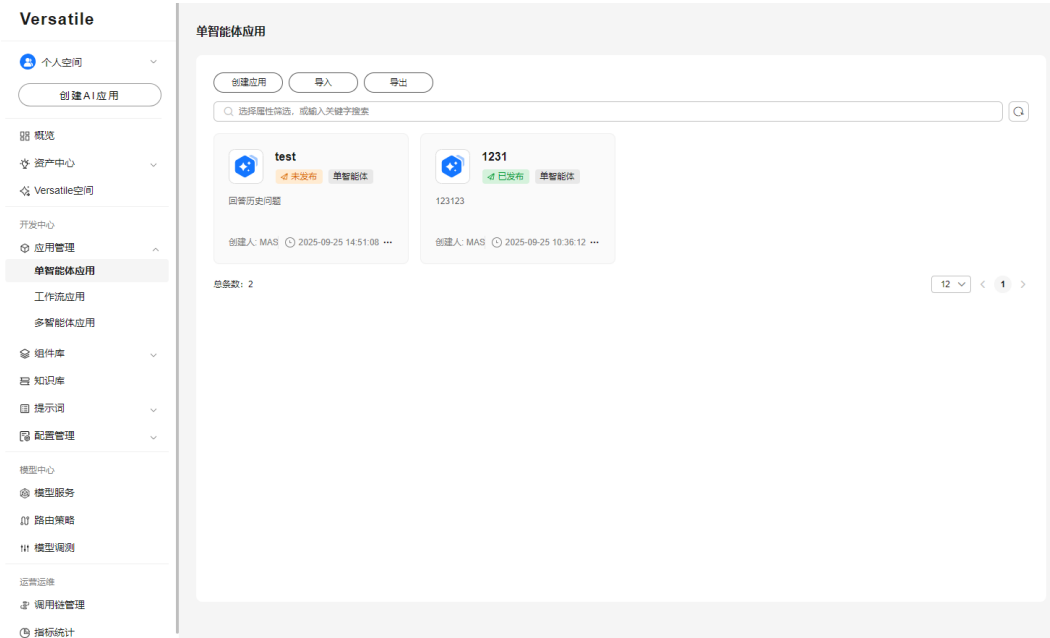 Versatile
个人空间
创建AI应用
概览
资产中心
Versatile空间
开发中心
应用管理
单智能体应用
工作流应用
多智能体应用
组件库
知识库
提示词
配置管理
模型中心
模型服务
路由策略
模型调测
运营运维
调用链管理
指标统计
单智能体应用
创建应用 导入 导出
选择属性筛选，或输入关键字搜索
test
未发布 单智能体
回答历史问题
创建人: MAS 2025-09-25 14:51:08 ···
1231
已发布 单智能体
123123
创建人: MAS 2025-09-25 10:36:12 ···
总条数：2
12 < 1 >